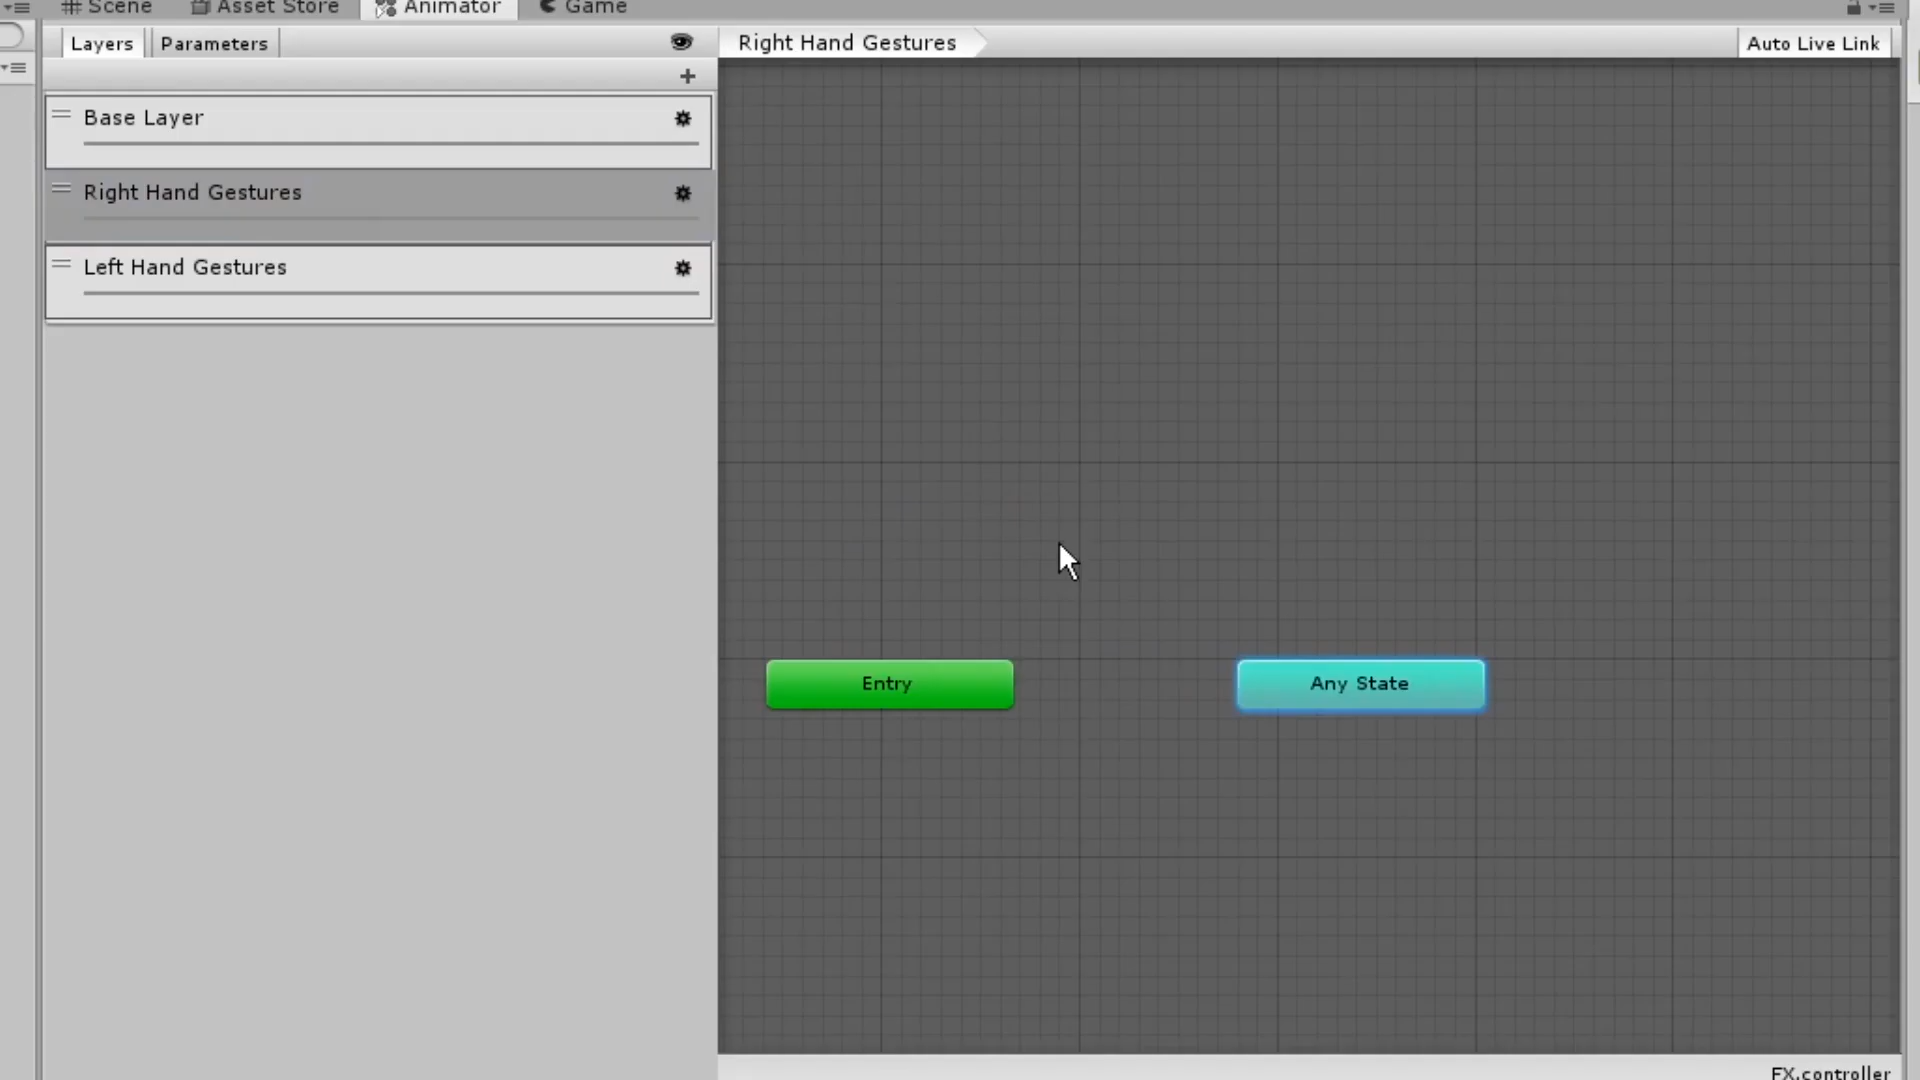 Scene Asset Store Animator Game
Layers Parameters Right Hand Gestures Auto Live Link
Base Layer
Right Hand Gestures
Left Hand Gestures
Entry Any State
FX.controller